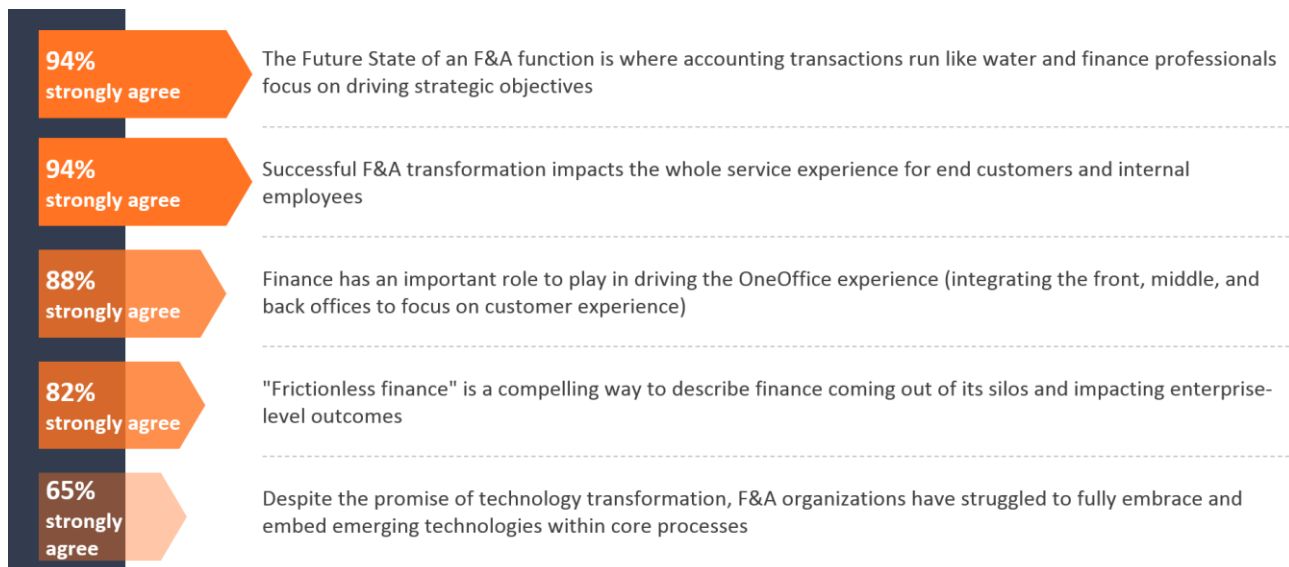 94%
strongly agree
The Future State of an F&A function is where accounting transactions run like water and finance professionals
focus on driving strategic objectives
94%
strongly agree
Successful F&A transformation impacts the whole service experience for end customers and internal
employees
88%
strongly agree
Finance has an important role to play in driving the OneOffice experience (integrating the front, middle, and
back offices to focus on customer experience)
82%
strongly agree
"Frictionless finance" is a compelling way to describe finance coming out of its silos and impacting enterprise-
level outcomes
65%
strongly
agree
Despite the promise of technology transformation, F&A organizations have struggled to fully embrace and
embed emerging technologies within core processes